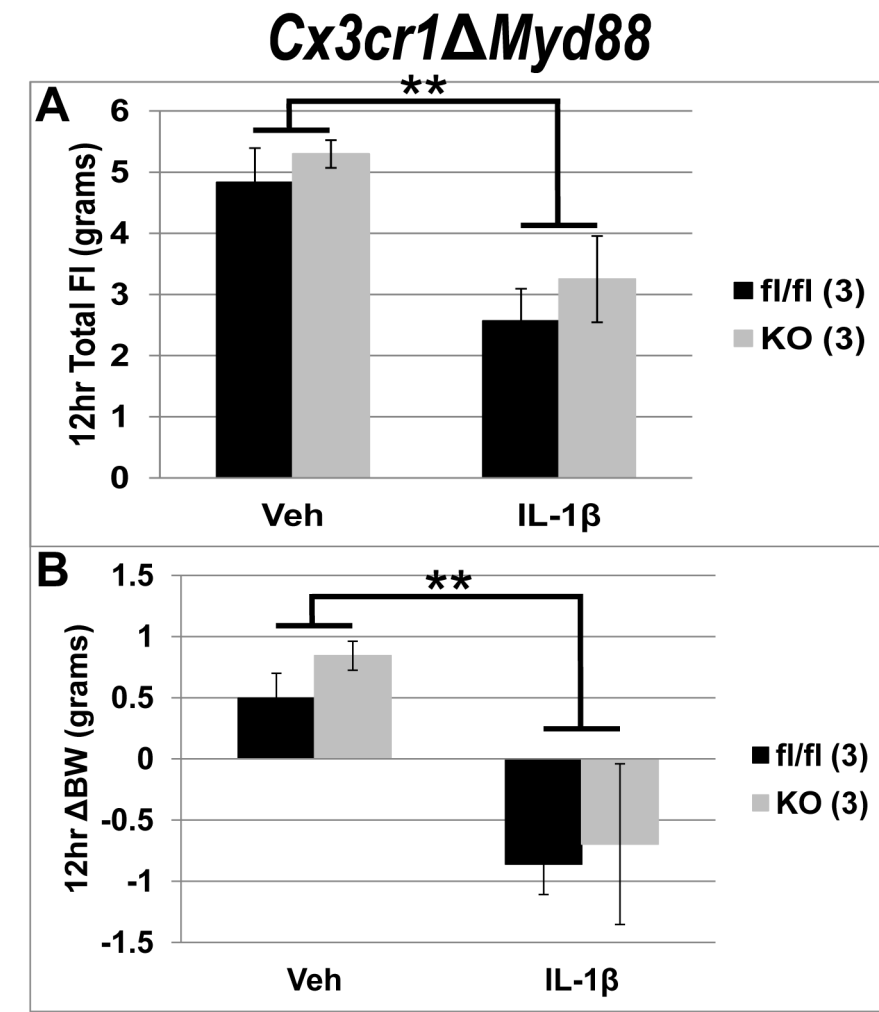 Cx3cr1ΔMyd88
A
**
12hr Total FI (grams)
6
5
4
3
2
1
0
Veh IL-1β
fl/fl (3)
KO (3)
B
**
12hr ΔBW (grams)
1.5
1
0.5
0
-0.5
-1
-1.5
Veh IL-1β
fl/fl (3)
KO (3)